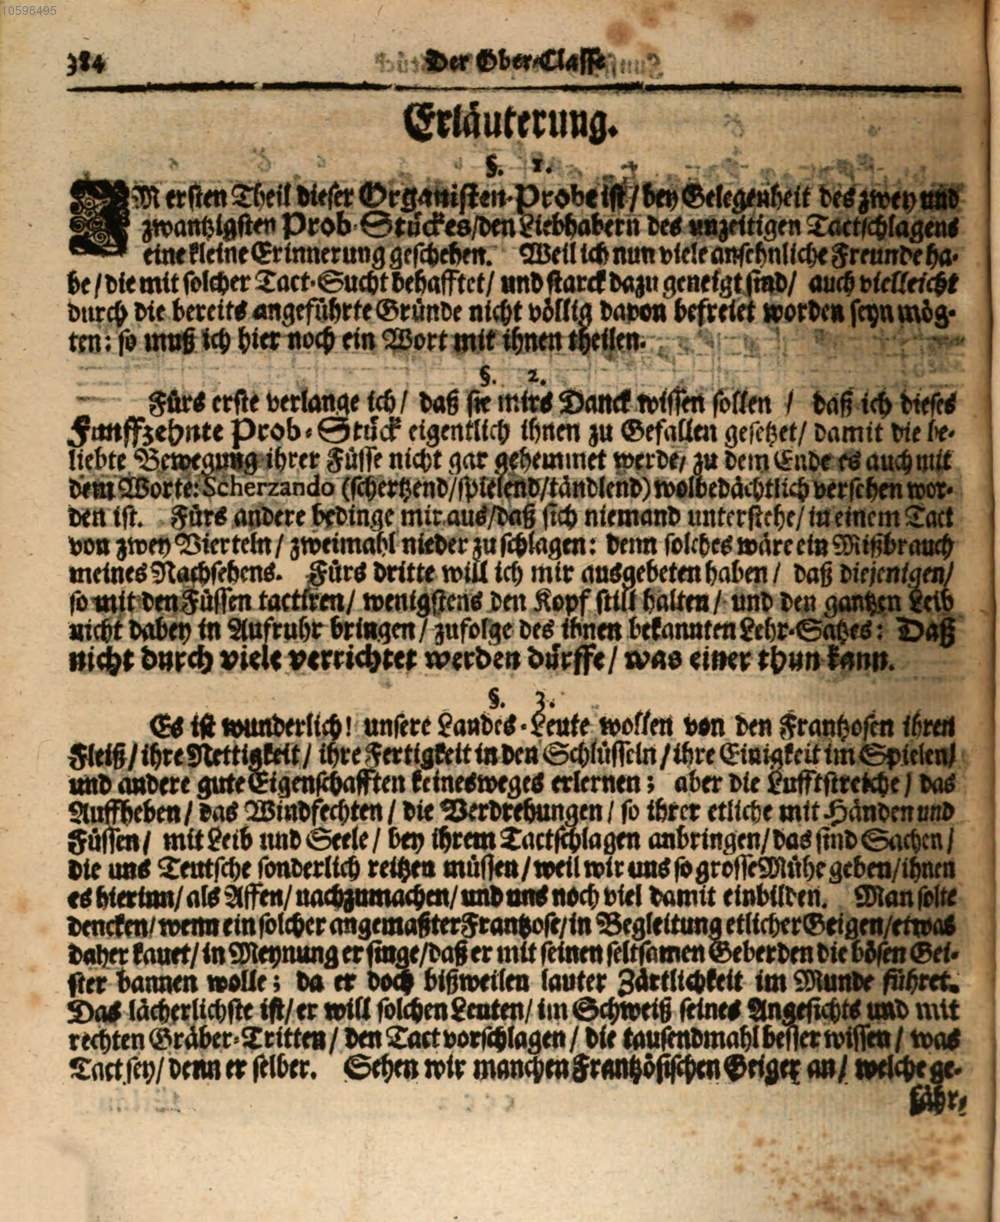 10598495
384
Der Ober-Classe
Erläuterung.
§. 1.
IM ersten Theil dieser Organisten-Probe ist / bey Gelegenheit des zwey und
zwantzigsten Prob-Stückes / den Liebhabern des unzeitigen Tactschlagens
eine kleine Erinnerung geschehen. Weil ich nun viele ansehnliche Freunde ha-
be / die mit solcher Tact-Sucht behafftet / und starck dazu geneigt sind / auch vielleicht
durch die bereits angeführte Gründe nicht völlig davon befreiet worden seyn mög-
ten: so muß ich hier noch ein Wort mit ihnen theilen.
§. 2.
Fürs erste verlange ich / daß sie mirs Danck wissen sollen / daß ich dieses
Funffzehnte Prob-Stück eigentlich ihnen zu Gefallen gesetzet / damit die be-
liebte Bewegung ihrer Füsse nicht gar gehemmet werde / zu dem Ende es auch mit
dem Worte: Scherzando (schertzend / spielend / tändlend) wolbedächtlich versehen wor-
den ist. Fürs andere bedinge mir aus / daß sich niemand unterstehe / in einem Tact
von zwey Vierteln / zweimahl nieder zu schlagen: denn solches wäre ein Mißbrauch
meines Nachsehens. Fürs dritte will ich mir ausgebeten haben / daß diejenigen /
so mit den Füssen tactiren / wenigstens den Kopf still halten / und den gantzen Leib
nicht dabey in Aufruhr bringen / zufolge des ihnen bekannten Lehr-Satzes: Daß
nicht durch viele verrichtet werden dürffe / was einer thun kann.
§. 3.
Es ist wunderlich! unsere Landes-Leute wollen von den Frantzosen ihren
Fleiß / ihre Nettigkeit / ihre Fertigkeit in den Schlüsseln / ihre Einigkeit im Spielen /
und andere gute Eigenschafften keinesweges erlernen; aber die Lufftstreiche / das
Auffheben / das Windfechten / die Verdrehungen / so ihrer etliche mit Händen und
Füssen / mit Leib und Seele / bey ihrem Tactschlagen anbringen / das sind Sachen /
die uns Teutsche sonderlich reitzen müssen / weil wir uns so grosse Mühe geben / ihnen
es hierinn / als Affen / nachzumachen / und uns noch viel damit einbilden. Man solte
dencken / wenn ein solcher angemaßter Frantzose / in Begleitung etlicher Geigen / etwas
daher kauet / in Meynung er singe / daß er mit seinen seltsamen Geberden die bösen Gei-
ster bannen wolle; da er doch bißweilen lauter Zärtlichkeit im Munde führet.
Das lächerlichste ist / er will solchen Leuten / im Schweiß seines Angesichts und mit
rechten Gräber-Tritten / den Tact vorschlagen / die tausendmahl besser wissen / was
Tact sey / denn er selber. Sehen wir manchen Frantzösischen Geiger an / welche ge-
fähr-